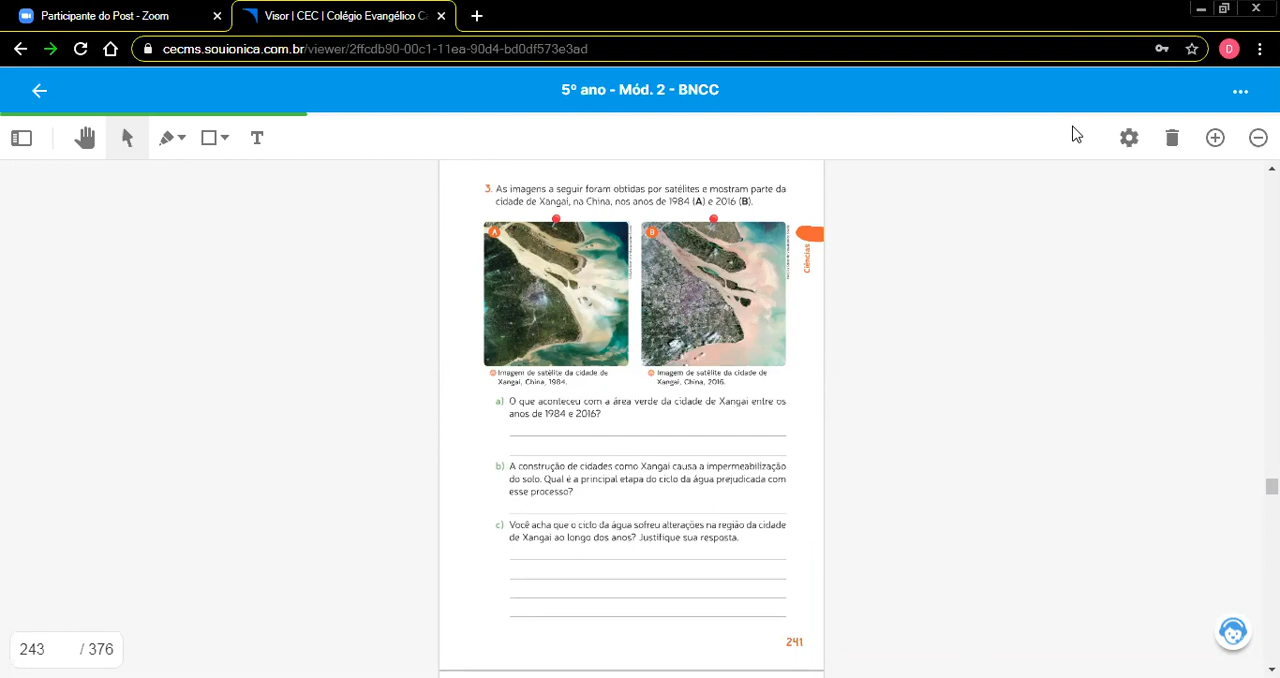 Participante do Post - Zoom
Visor | CEC | Colégio Evangélico C
cecms.souionica.com.br/viewer/2ffcdb90-00c1-11ea-90d4-bd0df573e3ad
D
5º ano - Mód. 2 - BNCC
T
3. As imagens a seguir foram obtidas por satélites e mostram parte da
cidade de Xangai, na China, nos anos de 1984 (A) e 2016 (B).
A
B
Ciências
Imagem de satélite da cidade de
Xangai, China, 1984.
Imagem de satélite da cidade de
Xangai, China, 2016.
a) O que aconteceu com a área verde da cidade de Xangai entre os
anos de 1984 e 2016?
b) A construção de cidades como Xangai causa a impermeabilização
do solo. Qual é a principal etapa do ciclo da água prejudicada com
esse processo?
c) Você acha que o ciclo da água sofreu alterações na região da cidade
de Xangai ao longo dos anos? Justifique sua resposta.
241
243 / 376